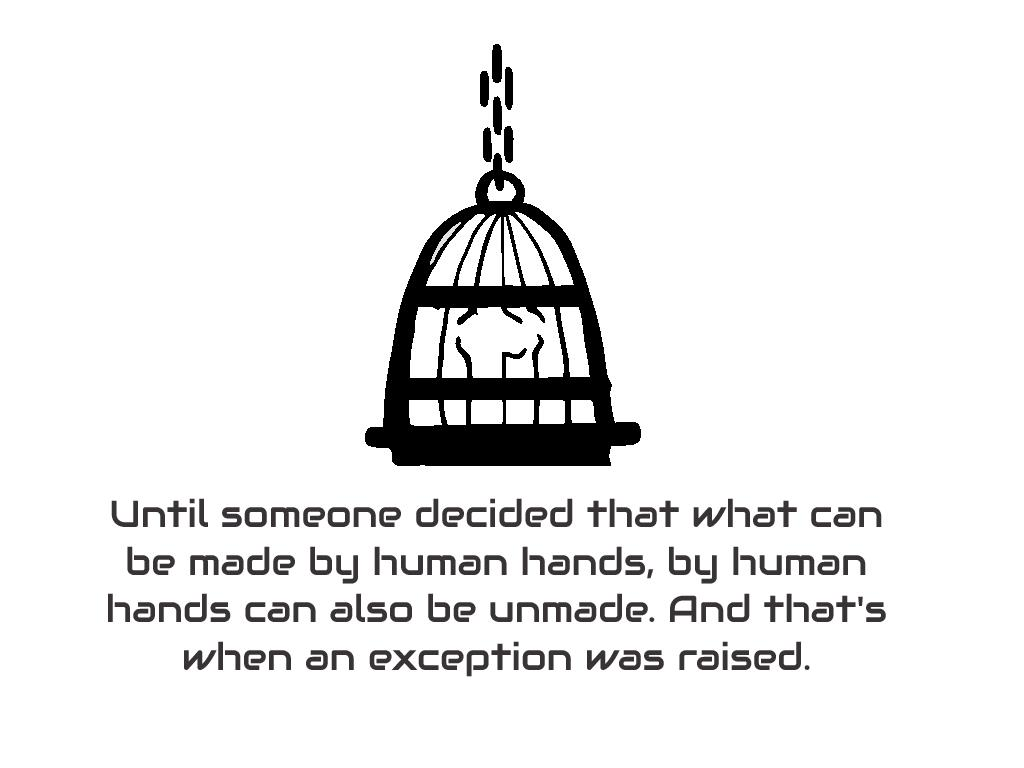 Until someone decided that what can
be made by human hands, by human
hands can also be unmade. And that's
when an exception was raised.